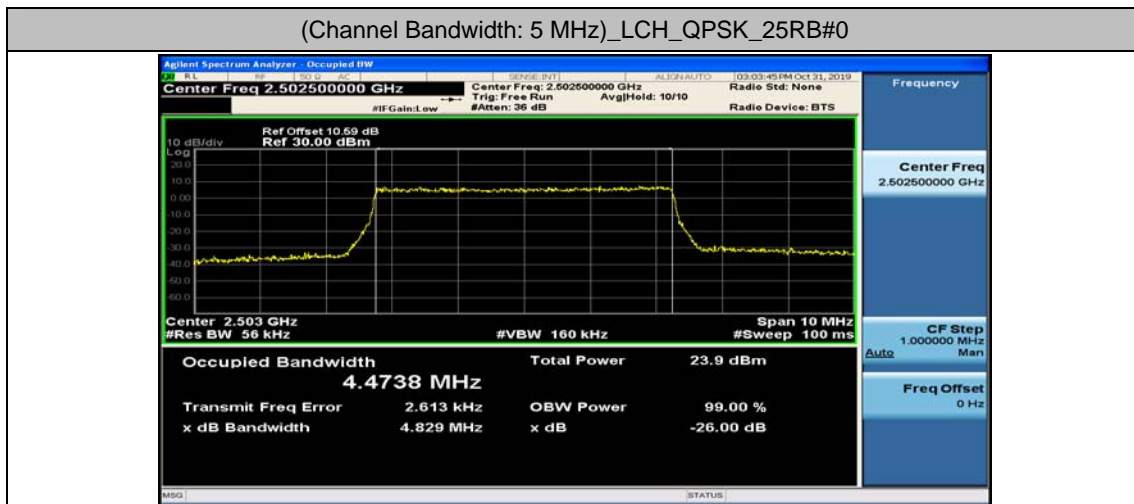 (Channel Bandwidth: 5 MHz)_LCH_QPSK_25RB#0
Agilent Spectrum Analyzer - Occupied BW
RL RF 50 Ω AC SENSE:INT ALIGN AUTO 03:03:45 PM Oct 31, 2019
Center Freq 2.502500000 GHz
Center Freq: 2.502500000 GHz
Radio Std: None
Trig: Free Run Avg|Hold: 10/10
#IFGain:Low #Atten: 36 dB Radio Device: BTS
Frequency
Ref Offset 10.59 dB
10 dB/div Ref 30.00 dBm
Log
20.0
10.0
0.00
-10.0
-20.0
-30.0
-40.0
-50.0
-60.0
Center Freq
2.502500000 GHz
Center 2.503 GHz Span 10 MHz
#Res BW 56 kHz #VBW 160 kHz #Sweep 100 ms
CF Step
1.000000 MHz
Auto Man
Occupied Bandwidth Total Power 23.9 dBm
4.4738 MHz
Transmit Freq Error 2.613 kHz OBW Power 99.00 %
x dB Bandwidth 4.829 MHz x dB -26.00 dB
Freq Offset
0 Hz
MSG STATUS